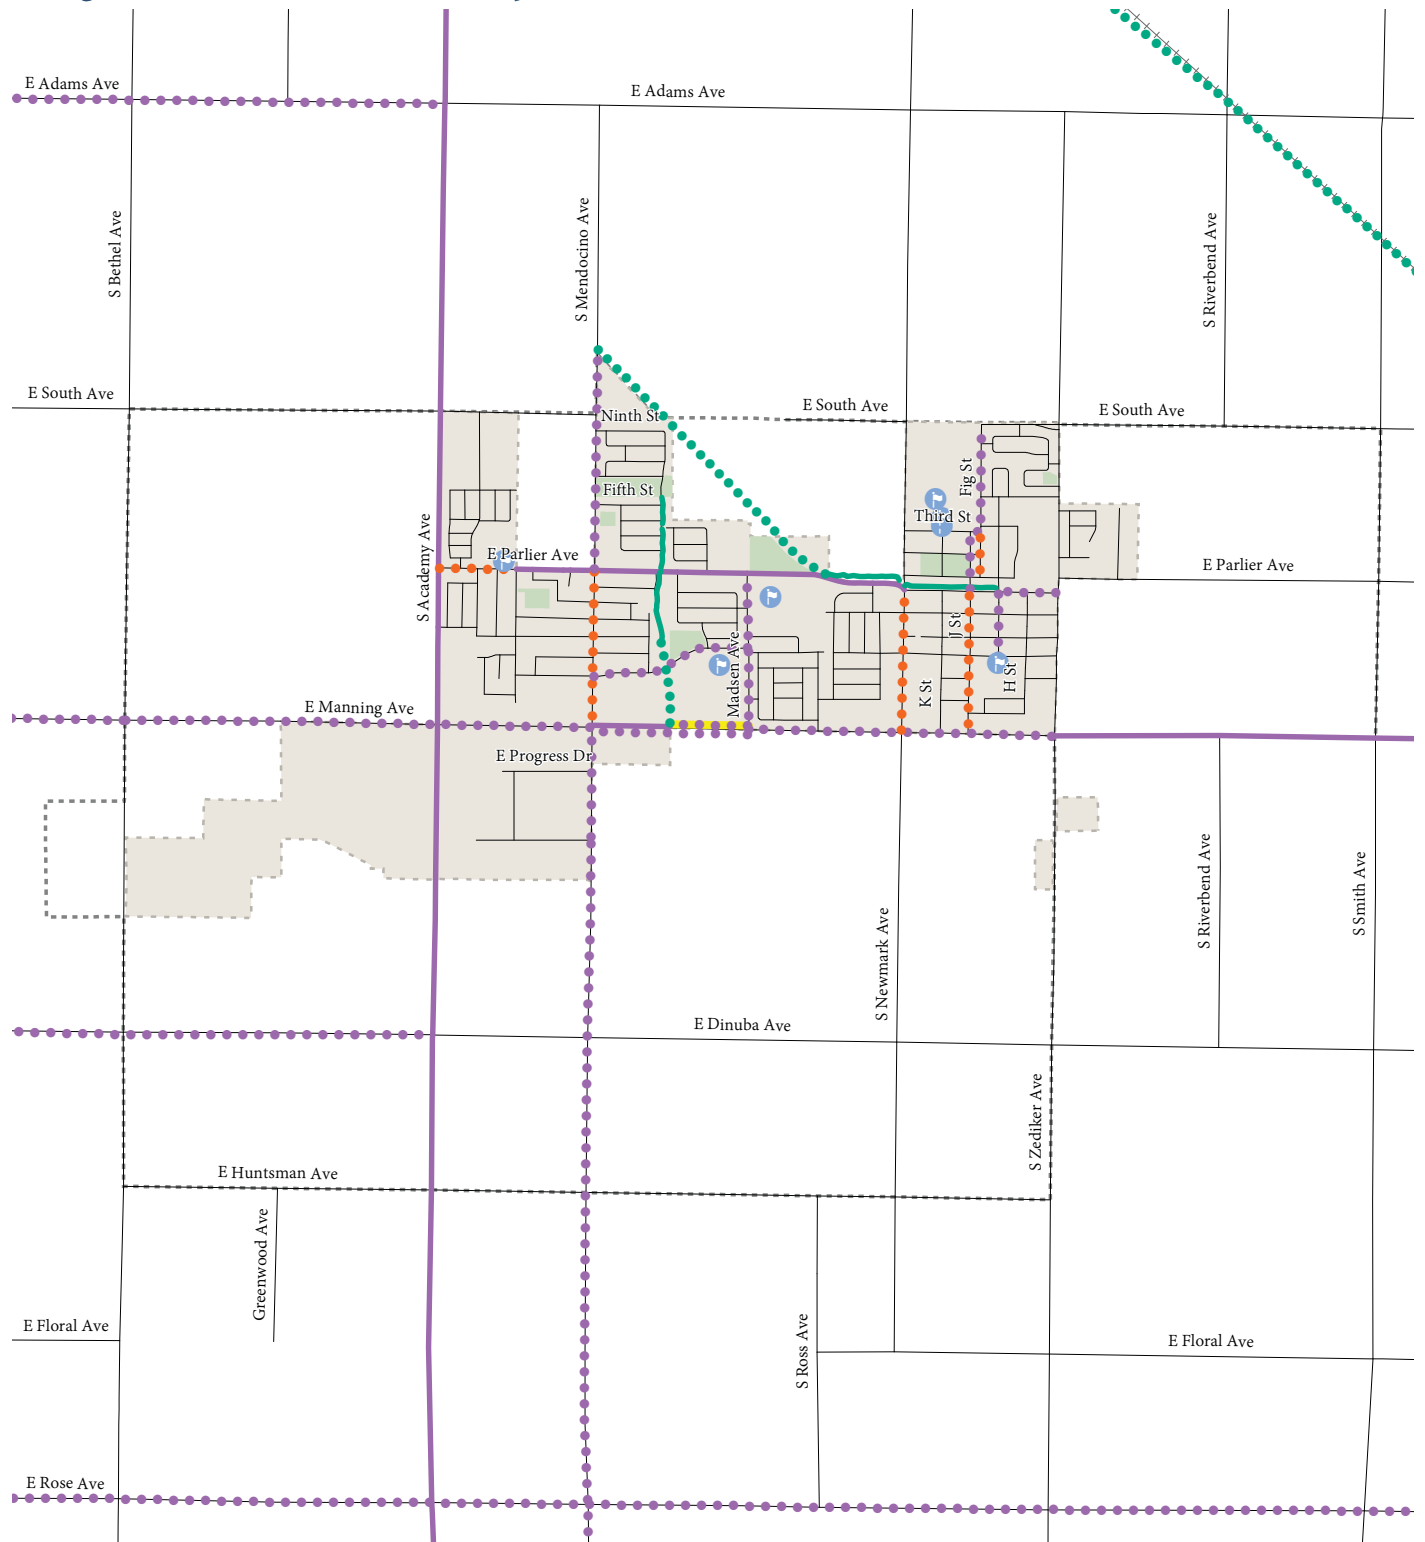 E Adams Ave
E Adams Ave
S Bethel Ave
S Mendocino Ave
S Riverbend Ave
E South Ave
E South Ave
E South Ave
Ninth St
Fig St
Fifth St
Third St
S Academy Ave
E Parlier Ave
E Parlier Ave
J St
H St
K St
Madsen Ave
E Manning Ave
E Progress Dr
S Riverbend Ave
S Smith Ave
S Newmark Ave
E Dinuba Ave
S Zediker Ave
E Huntsman Ave
Greenwood Ave
E Floral Ave
S Ross Ave
E Floral Ave
E Rose Ave